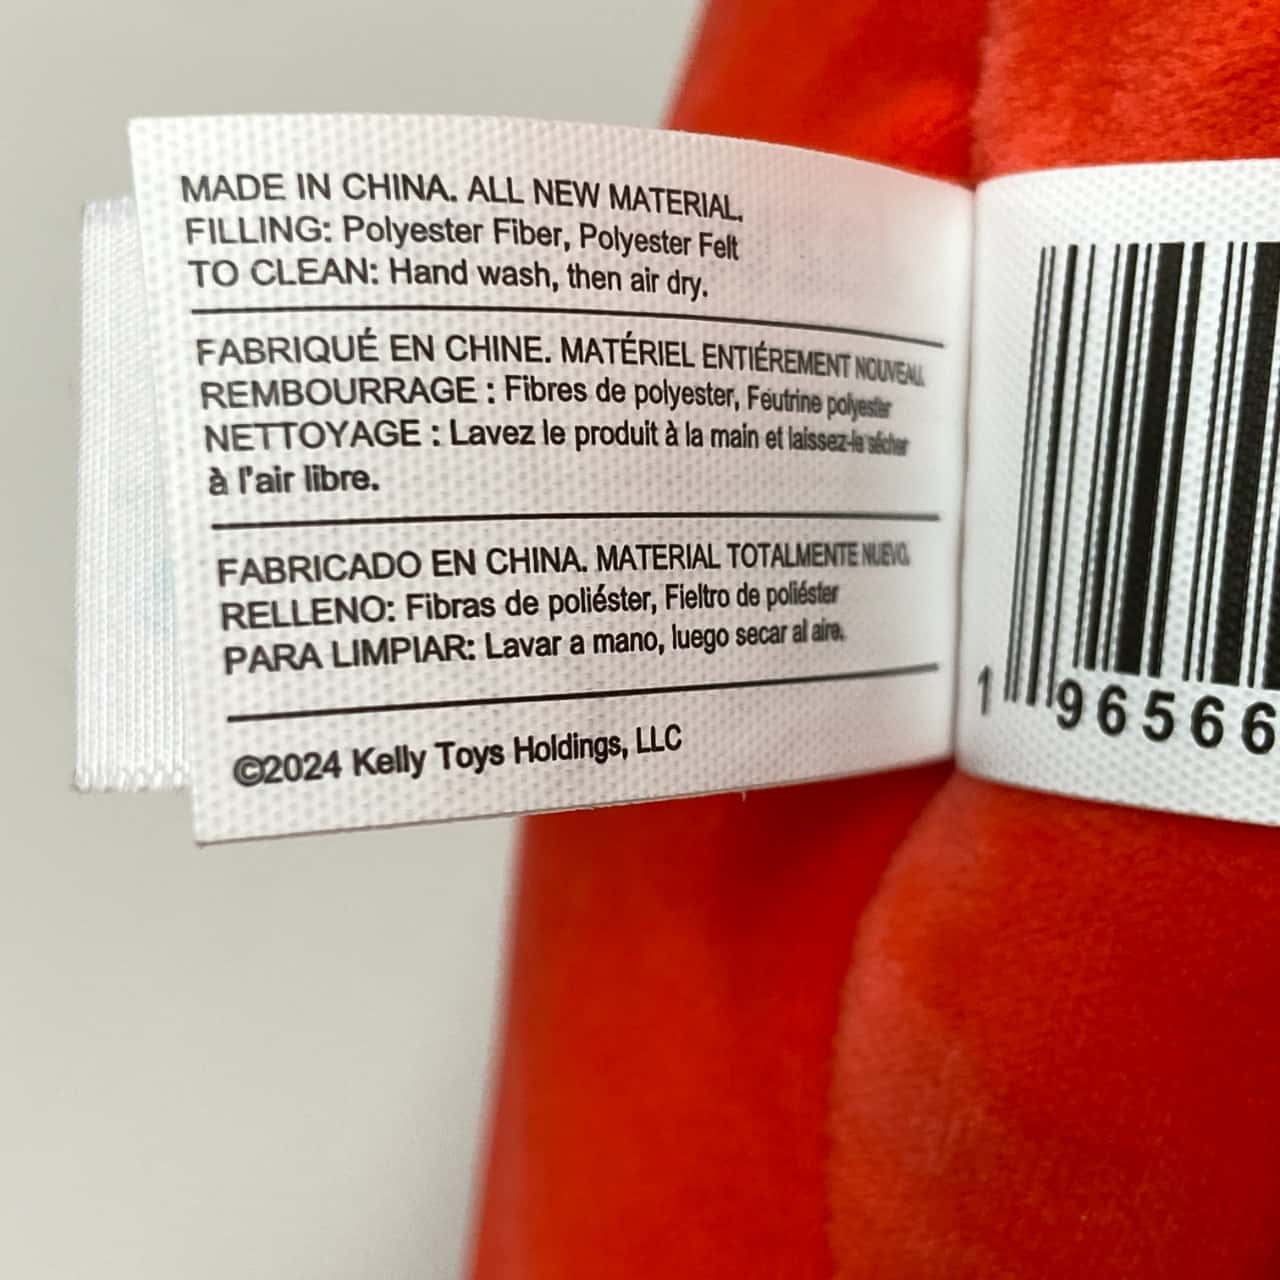 MADE IN CHINA. ALL NEW MATERIAL.
FILLING: Polyester Fiber, Polyester Felt
TO CLEAN: Hand wash, then air dry.
FABRIQUÉ EN CHINE. MATÉRIEL ENTIÉREMENT NOUVEAU.
REMBOURRAGE : Fibres de polyester, Feutrine polyester
NETTOYAGE : Lavez le produit à la main et laissez-le sécher
à l'air libre.
FABRICADO EN CHINA. MATERIAL TOTALMENTE NUEVO.
RELLENO: Fibras de poliéster, Fieltro de poliéster
PARA LIMPIAR: Lavar a mano, luego secar al aire.
©2024 Kelly Toys Holdings, LLC
1 96566